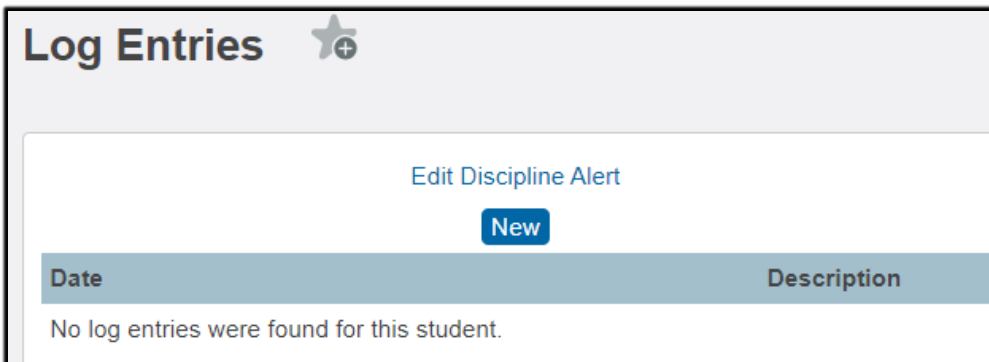 Log Entries
Edit Discipline Alert
New
Date Description
No log entries were found for this student.